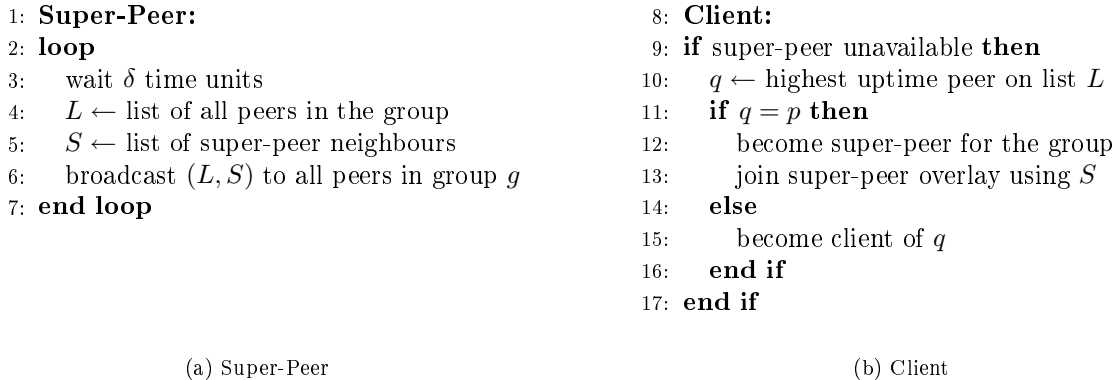 1: Super-Peer:
2: loop
3: wait δ time units
4: L ← list of all peers in the group
5: S ← list of super-peer neighbours
6: broadcast (L, S) to all peers in group g
7: end loop
(a) Super-Peer
8: Client:
9: if super-peer unavailable then
10: q ← highest uptime peer on list L
11: if q = p then
12: become super-peer for the group
13: join super-peer overlay using S
14: else
15: become client of q
16: end if
17: end if
(b) Client